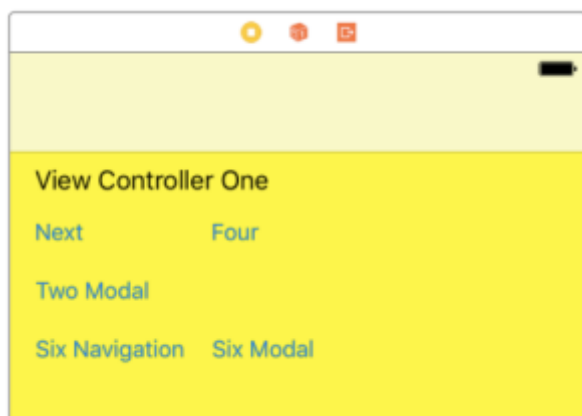 View Controller One
Next Four
Two Modal
Six Navigation Six Modal